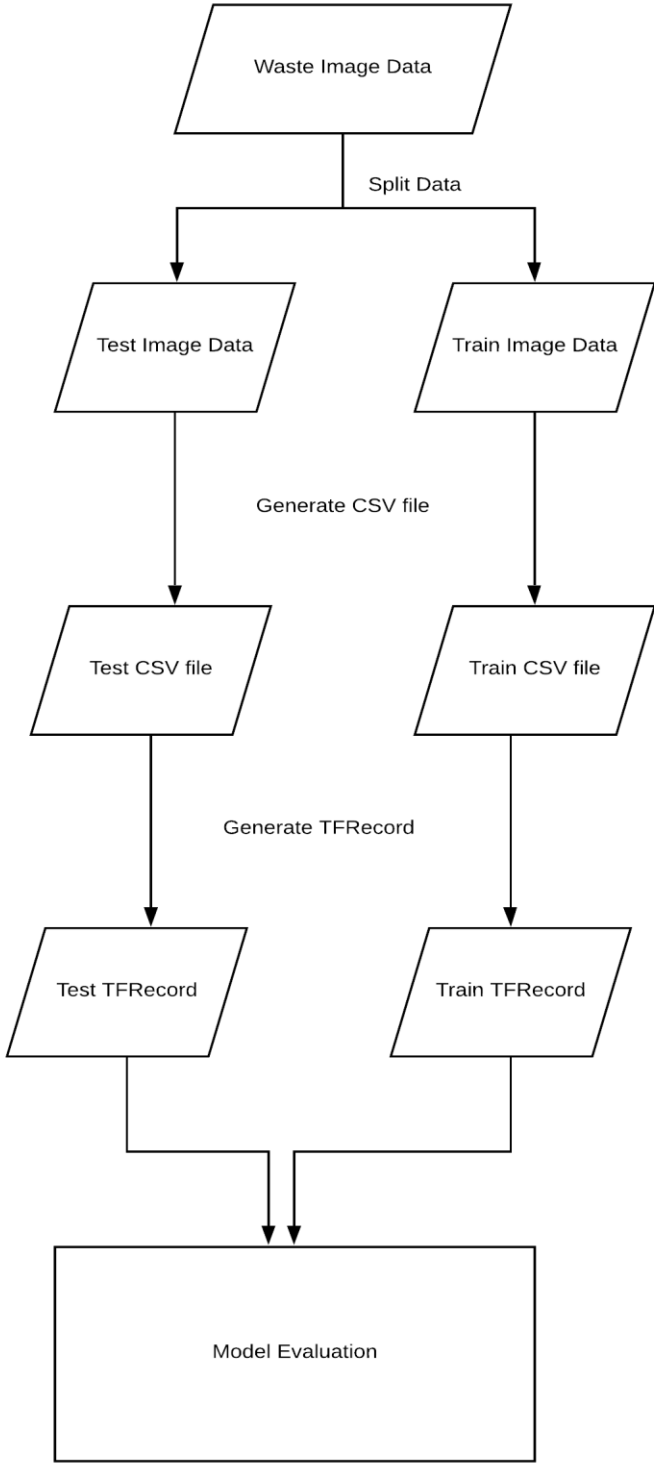 Waste Image Data
Split Data
Test Image Data
Train Image Data
Generate CSV file
Test CSV file
Train CSV file
Generate TFRecord
Test TFRecord
Train TFRecord
Model Evaluation